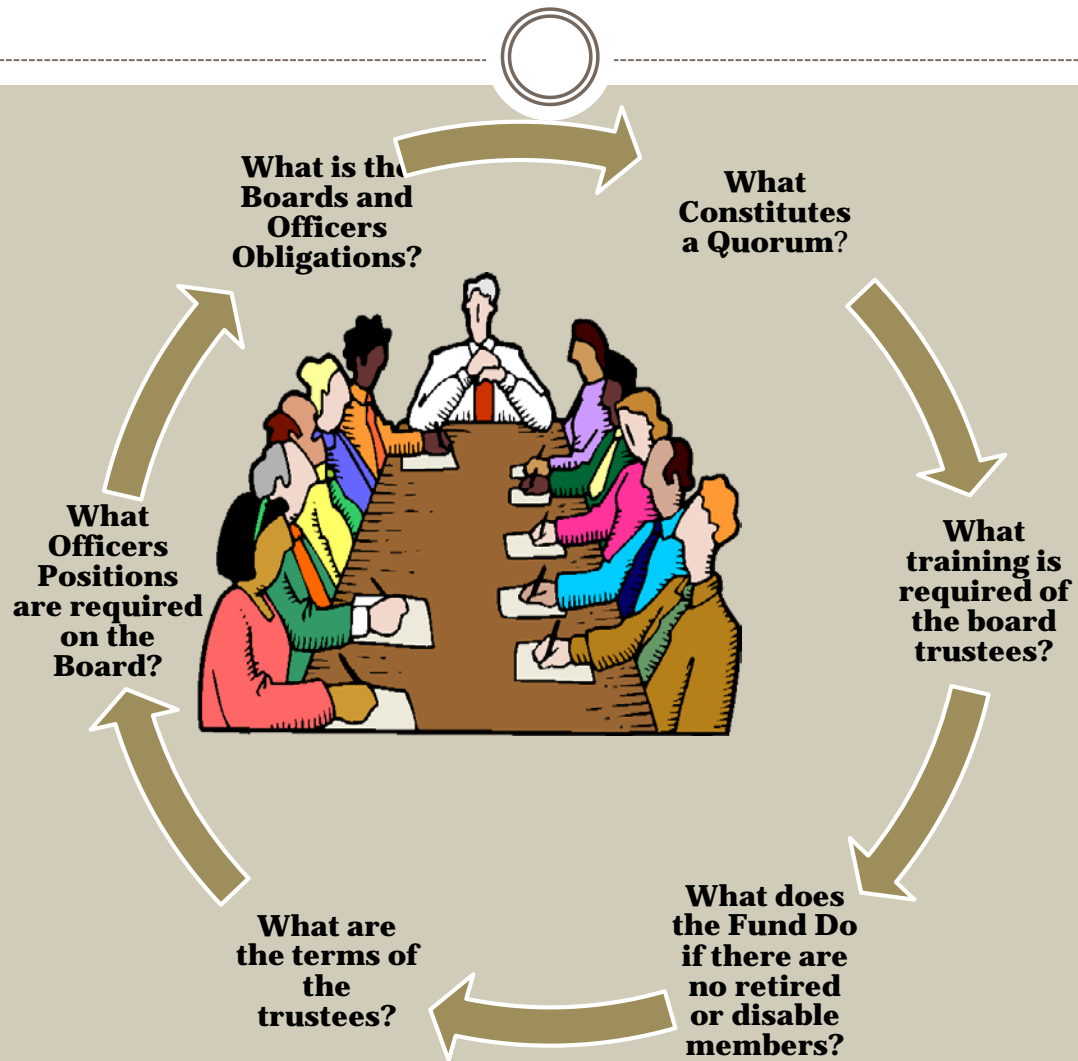 What is the
Boards and
Officers
Obligations?
What
Constitutes
a Quorum?
What
training is
required of
the board
trustees?
What does
the Fund Do
if there are
no retired
or disable
members?
What are
the terms of
the
trustees?
What
Officers
Positions
are required
on the
Board?